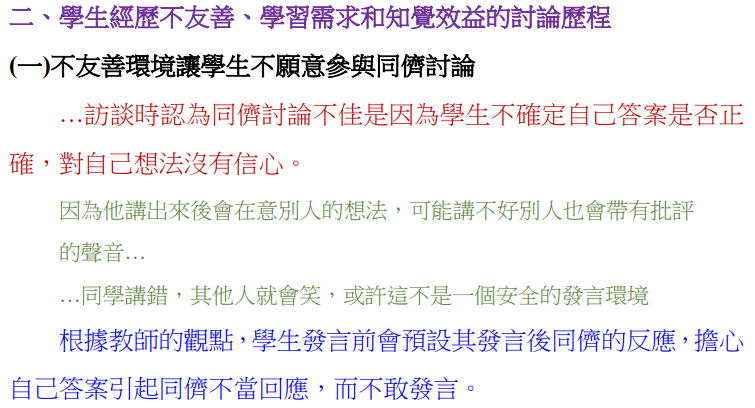 二、學生經歷不友善、學習需求和知覺效益的討論歷程
(一)不友善環境讓學生不願意參與同儕討論
…訪談時認為同儕討論不佳是因為學生不確定自己答案是否正
確，對自己想法沒有信心。
因為他講出來後會在意別人的想法，可能講不好別人也會帶有批評
的聲音…
…同學講錯，其他人就會笑，或許這不是一個安全的發言環境
根據教師的觀點，學生發言前會預設其發言後同儕的反應，擔心
自己答案引起同儕不當回應，而不敢發言。